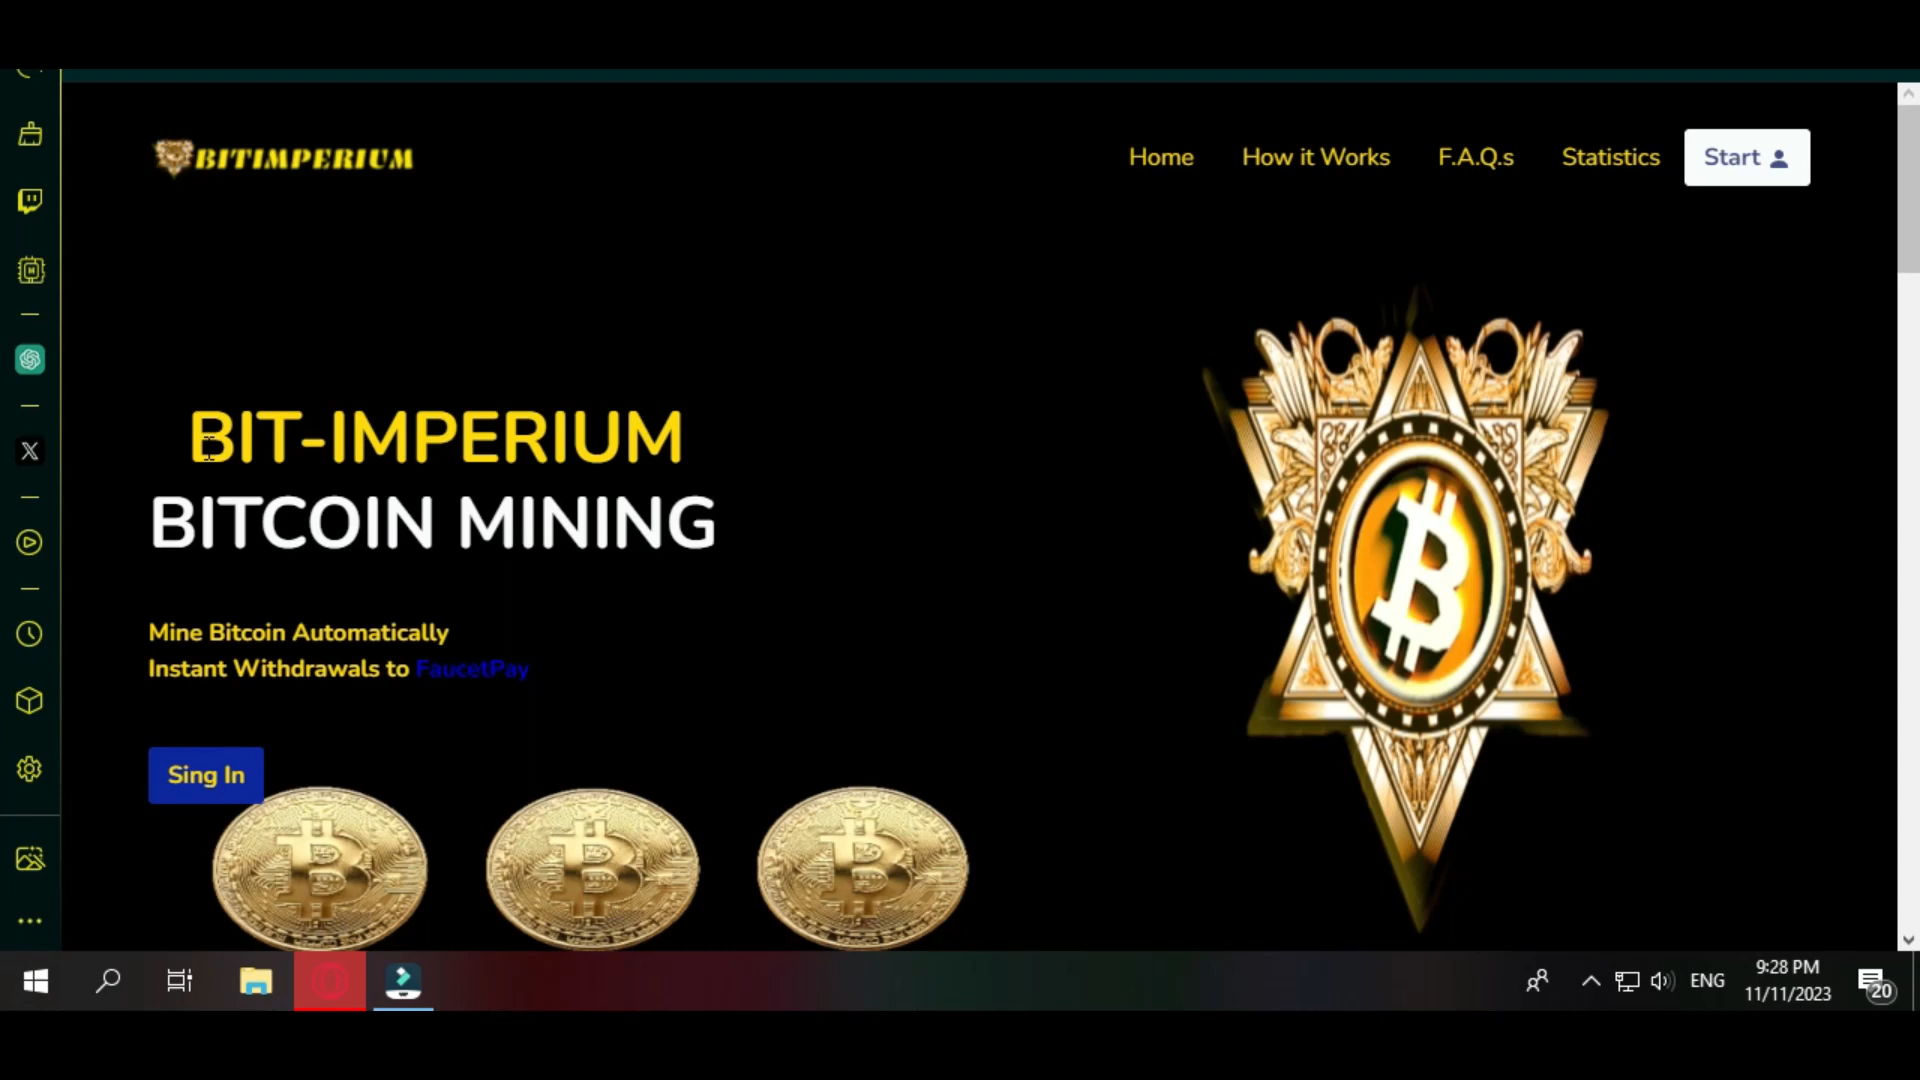 BITIMPERIUM
Home
How it Works
F.A.Q.s
Statistics
Start
BIT-IMPERIUM
BITCOIN MINING
Mine Bitcoin Automatically
Instant Withdrawals to FaucetPay
Sing In
ENG
9:28 PM
11/11/2023
20